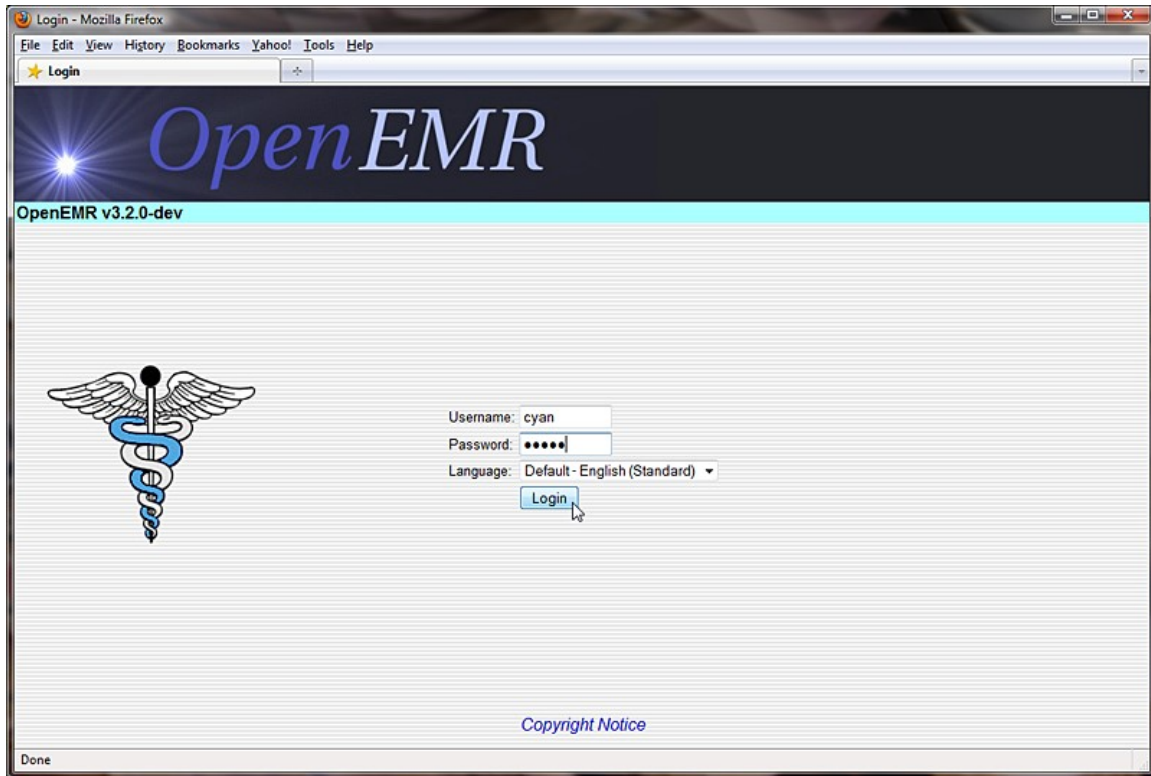 Login - Mozilla Firefox
File Edit View History Bookmarks Yahoo! Tools Help
Login
OpenEMR
OpenEMR v3.2.0-dev
Username: cyan
Password: •••••
Language: Default - English (Standard)
Login
Copyright Notice
Done